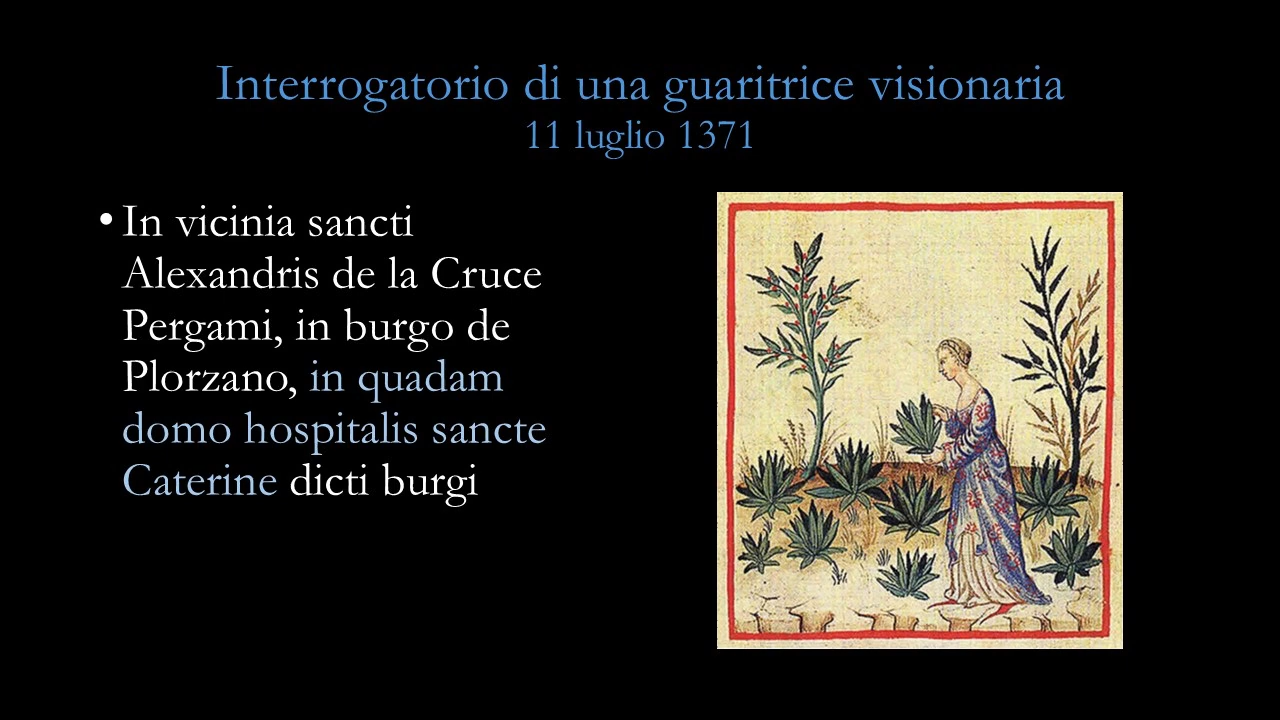 Interrogatorio di una guaritrice visionaria
11 luglio 1371
• In vicinia sancti
Alexandris de la Cruce
Pergami, in burgo de
Plorzano, in quadam
domo hospitalis sancte
Caterine dicti burgi